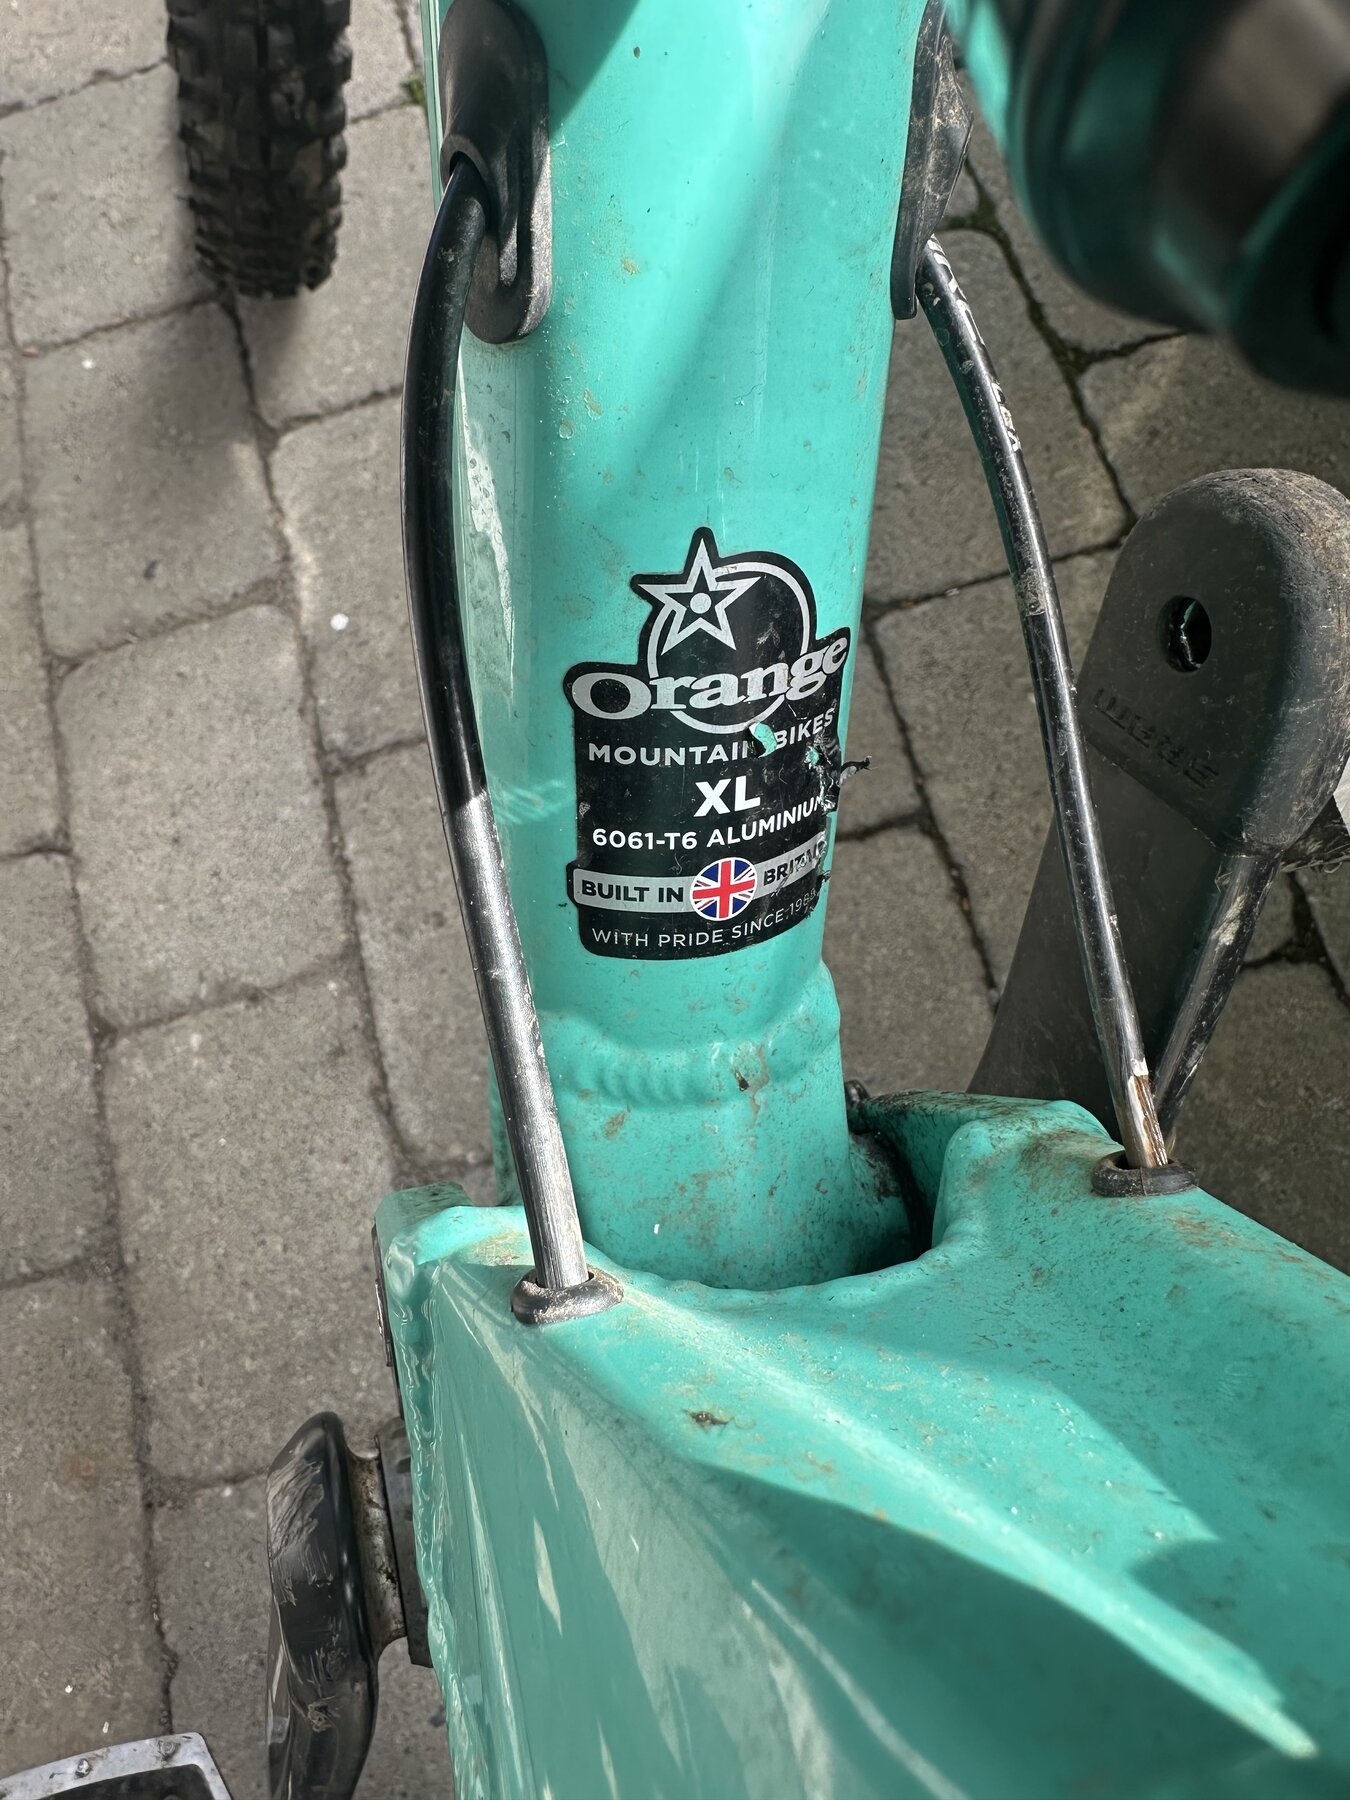 Orange
MOUNTAIN BIKES
XL
6061-T6 ALUMINIUM
BUILT IN BRITAIN
WITH PRIDE SINCE 1988